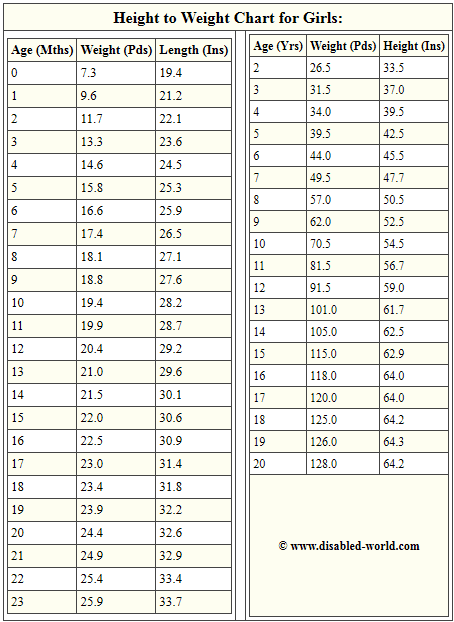 Height to Weight Chart for Girls:
Age (Mths) Weight (Pds) Length (Ins)
0 7.3 19.4
1 9.6 21.2
2 11.7 22.1
3 13.3 23.6
4 14.6 24.5
5 15.8 25.3
6 16.6 25.9
7 17.4 26.5
8 18.1 27.1
9 18.8 27.6
10 19.4 28.2
11 19.9 28.7
12 20.4 29.2
13 21.0 29.6
14 21.5 30.1
15 22.0 30.6
16 22.5 30.9
17 23.0 31.4
18 23.4 31.8
19 23.9 32.2
20 24.4 32.6
21 24.9 32.9
22 25.4 33.4
23 25.9 33.7
Age (Yrs) Weight (Pds) Height (Ins)
2 26.5 33.5
3 31.5 37.0
4 34.0 39.5
5 39.5 42.5
6 44.0 45.5
7 49.5 47.7
8 57.0 50.5
9 62.0 52.5
10 70.5 54.5
11 81.5 56.7
12 91.5 59.0
13 101.0 61.7
14 105.0 62.5
15 115.0 62.9
16 118.0 64.0
17 120.0 64.0
18 125.0 64.2
19 126.0 64.3
20 128.0 64.2
© www.disabled-world.com